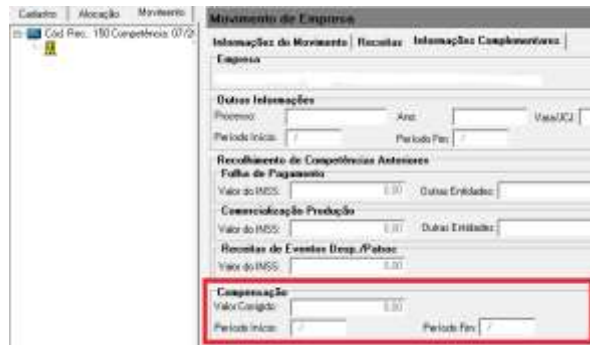 Cadastro Alocação Movimento
Cód. Rec.: 150 Competência: 07/2
Movimento de Empresa
Informações do Movimento Receitas Informações Complementares
Empresa
Outras Informações
Processo: Ano: Vara/JCJ:
Período Início: / Período Fim: /
Recolhimento de Competências Anteriores
Folha de Pagamento
Valor do INSS: 0,00 Outras Entidades:
Comercialização Produção
Valor do INSS: 0,00 Outras Entidades:
Receitas de Eventos Desp./Patroc
Valor do INSS: 0,00
Compensação
Valor Corrigido: 0,00
Período Início: / Período Fim: /